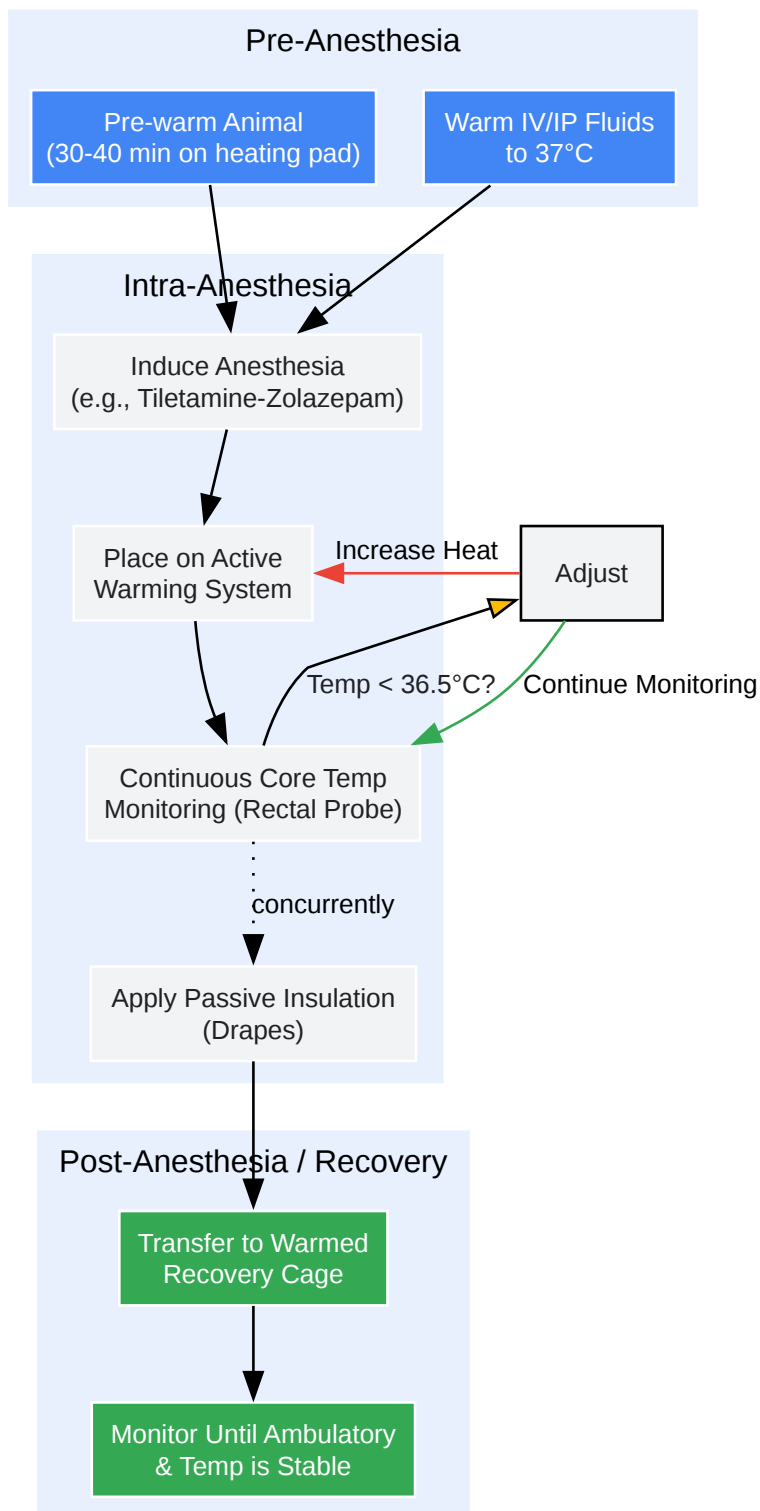 Pre-Anesthesia
Pre-warm Animal
(30-40 min on heating pad)
Warm IV/IP Fluids
to 37°C
Intra-Anesthesia
Induce Anesthesia
(e.g., Tiletamine-Zolazepam)
Place on Active
Warming System
Increase Heat
Adjust
Temp < 36.5°C?
Continue Monitoring
Continuous Core Temp
Monitoring (Rectal Probe)
concurrently
Apply Passive Insulation
(Drapes)
Post-Anesthesia / Recovery
Transfer to Warmed
Recovery Cage
Monitor Until Ambulatory
& Temp is Stable